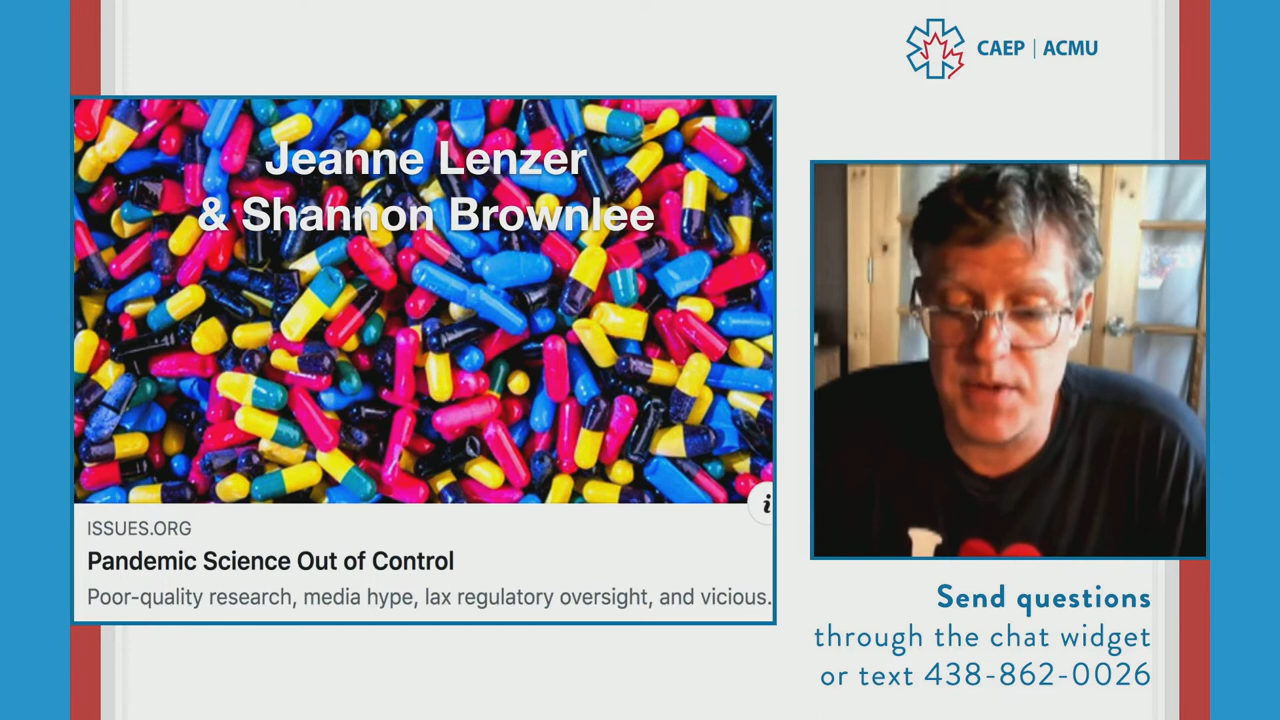 CAEP | ACMU
Jeanne Lenzer
& Shannon Brownlee
i
ISSUES.ORG
Pandemic Science Out of Control
Poor-quality research, media hype, lax regulatory oversight, and vicious.
I
Send questions
through the chat widget
or text 438-862-0026